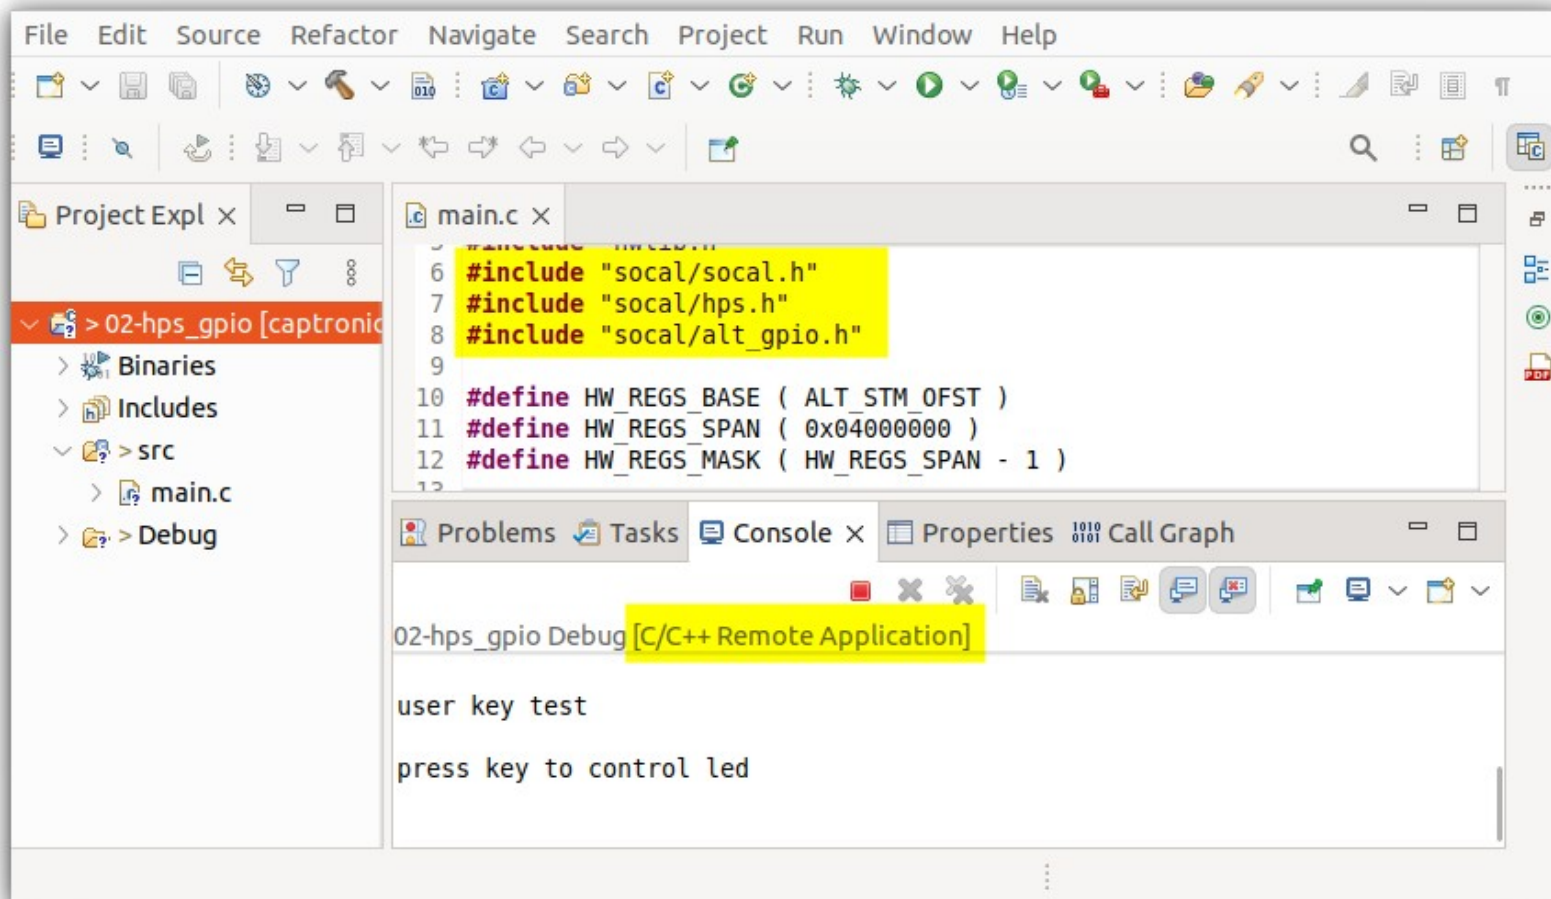 File Edit Source Refactor Navigate Search Project Run Window Help
Project Expl
main.c
> 02-hps_gpio [captronic
Binaries
Includes
> src
main.c
> Debug
6 #include "socal/socal.h"
7 #include "socal/hps.h"
8 #include "socal/alt_gpio.h"
9
10 #define HW_REGS_BASE ( ALT_STM_OFST )
11 #define HW_REGS_SPAN ( 0x04000000 )
12 #define HW_REGS_MASK ( HW_REGS_SPAN - 1 )
13
Problems Tasks Console Properties Call Graph
02-hps_gpio Debug [C/C++ Remote Application]
user key test
press key to control led